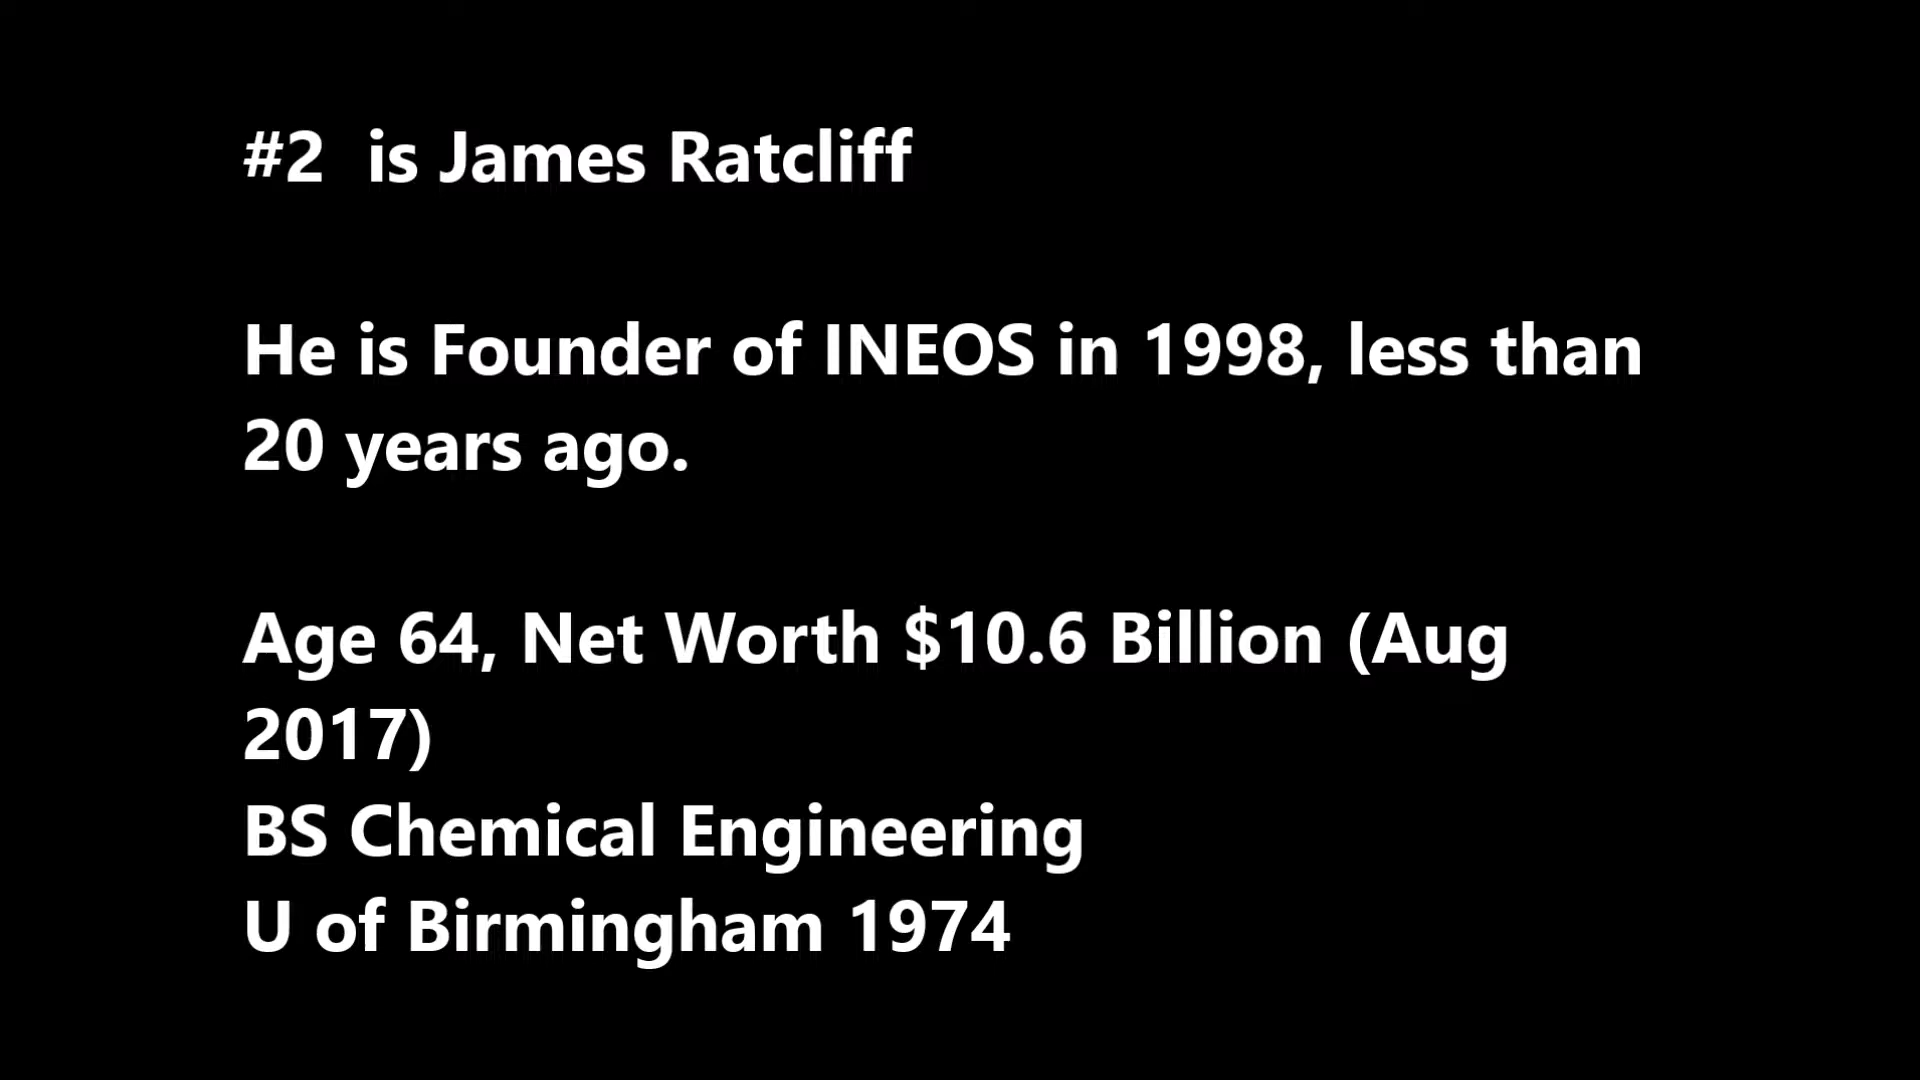 #2  is James Ratcliff
He is Founder of INEOS in 1998, less than
20 years ago.
Age 64, Net Worth $10.6 Billion (Aug
2017)
BS Chemical Engineering
U of Birmingham 1974